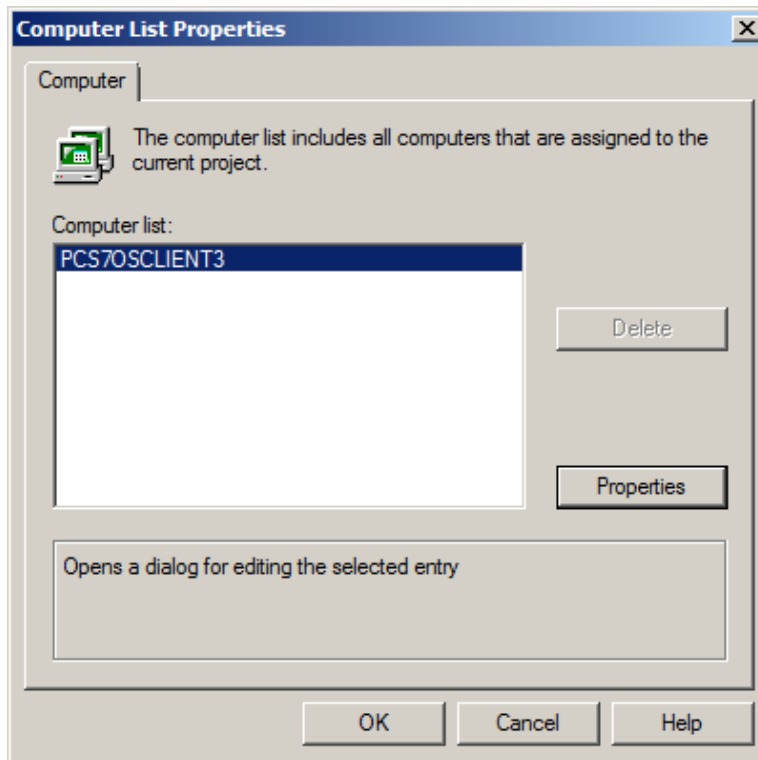 Computer List Properties
Computer
The computer list includes all computers that are assigned to the
current project.
Computer list:
PCS7OSCLIENT3
Delete
Properties
Opens a dialog for editing the selected entry
OK Cancel Help